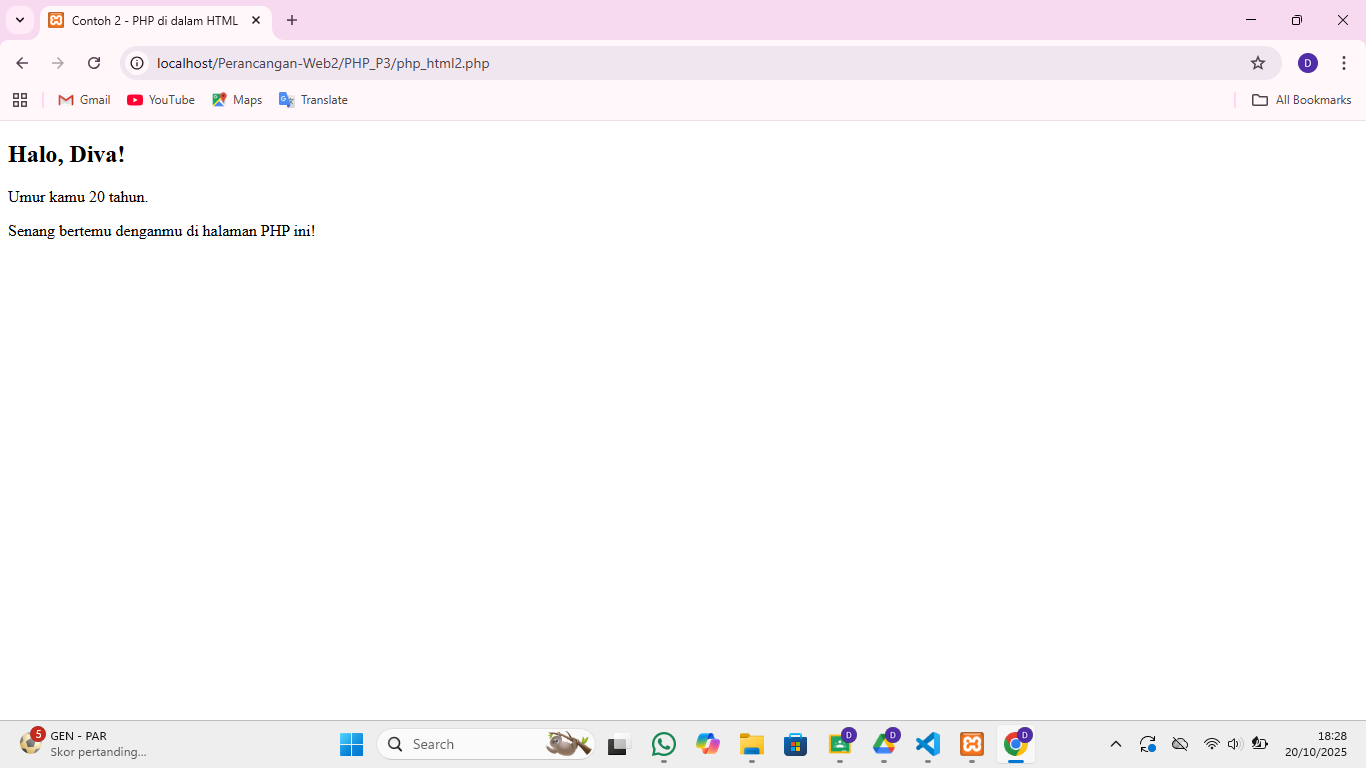 Contoh 2 - PHP di dalam HTML
localhost/Perancangan-Web2/PHP_P3/php_html2.php
D
Gmail
YouTube
Maps
Translate
All Bookmarks
Halo, Diva!
Umur kamu 20 tahun.
Senang bertemu denganmu di halaman PHP ini!
5
GEN - PAR
Skor pertanding...
Search
D
D
D
18:28
20/10/2025